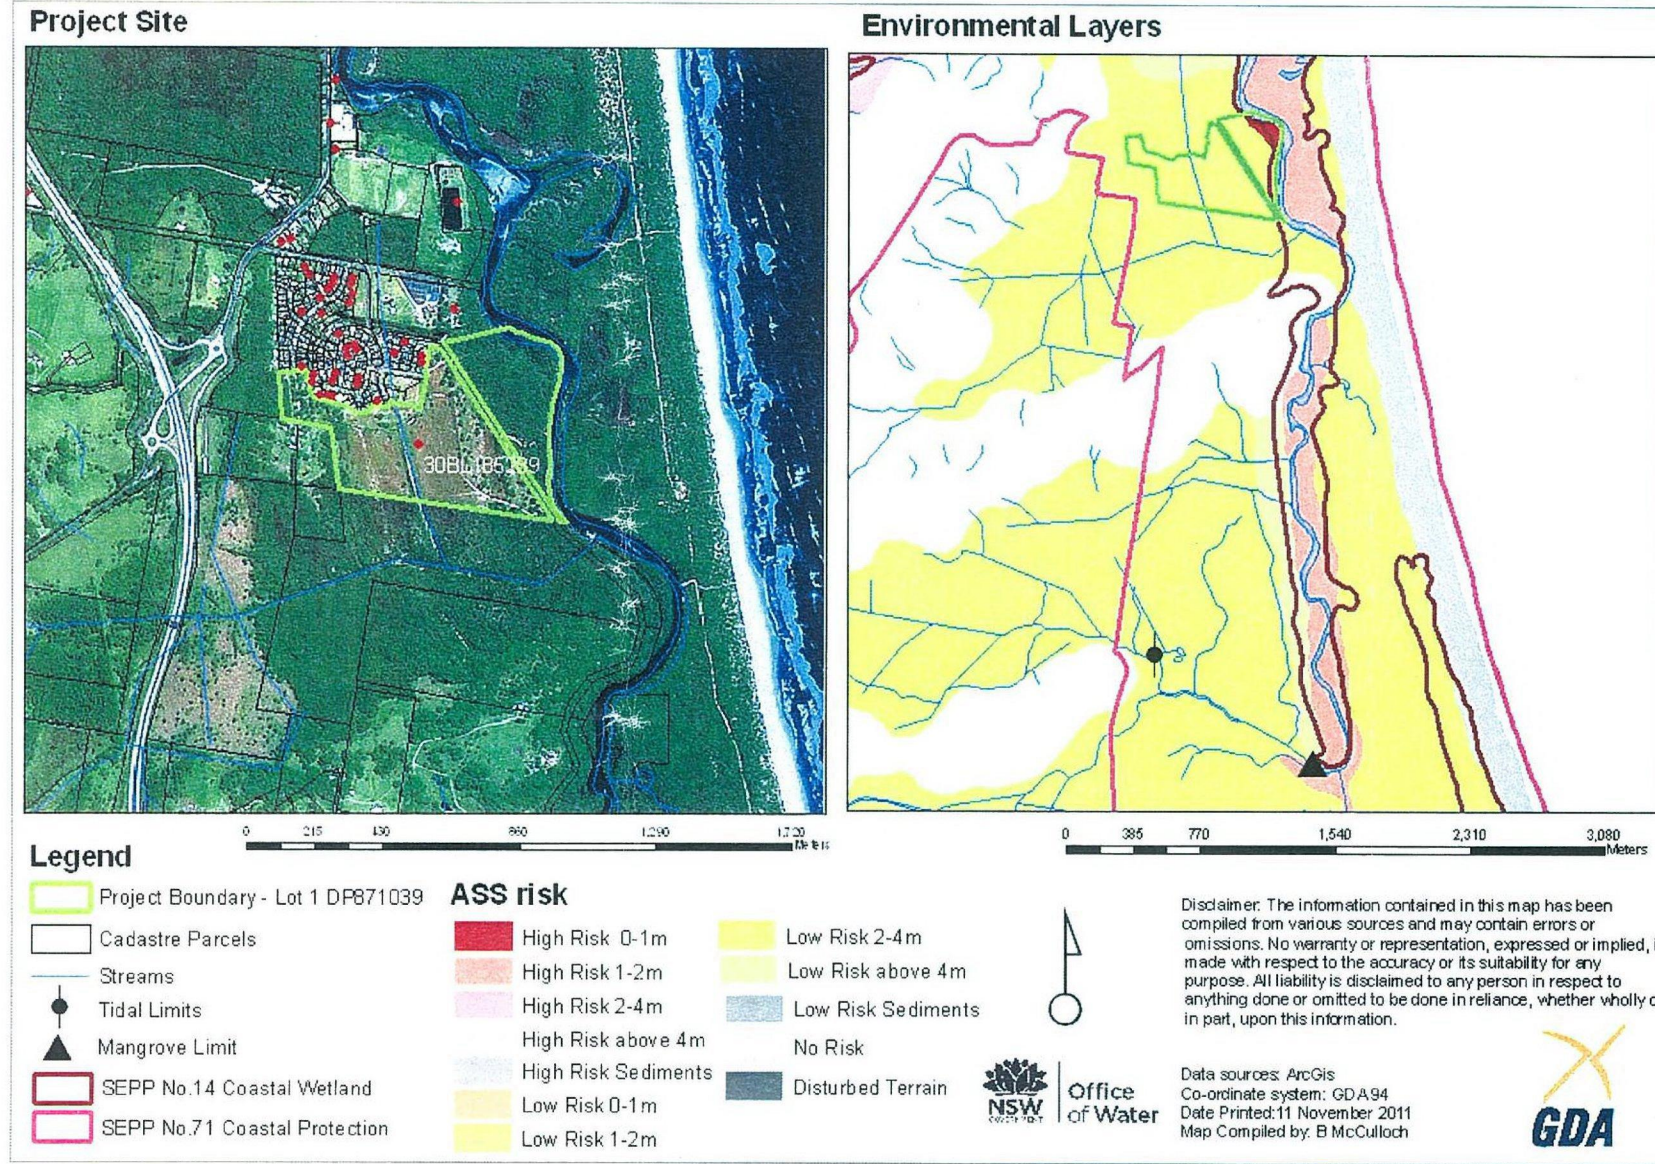 Project Site
Environmental Layers
30BL185239
0 215 430 860 1,290 1,720
Meters
0 385 770 1,540 2,310 3,080
Meters
Legend
Project Boundary - Lot 1 DP871039
Cadastre Parcels
Streams
Tidal Limits
Mangrove Limit
SEPP No.14 Coastal Wetland
SEPP No.71 Coastal Protection
ASS risk
High Risk 0-1m
High Risk 1-2m
High Risk 2-4m
High Risk above 4m
High Risk Sediments
Low Risk 0-1m
Low Risk 1-2m
Low Risk 2-4m
Low Risk above 4m
Low Risk Sediments
No Risk
Disturbed Terrain
NSW
GOVERNMENT
Office
of Water
Disclaimer: The information contained in this map has been
compiled from various sources and may contain errors or
omissions. No warranty or representation, expressed or implied, i
made with respect to the accuracy or its suitability for any
purpose. All liability is disclaimed to any person in respect to
anything done or omitted to be done in reliance, whether wholly o
in part, upon this information.
Data sources: ArcGis
Co-ordinate system: GDA94
Date Printed:11 November 2011
Map Compiled by: B McCulloch
GDA